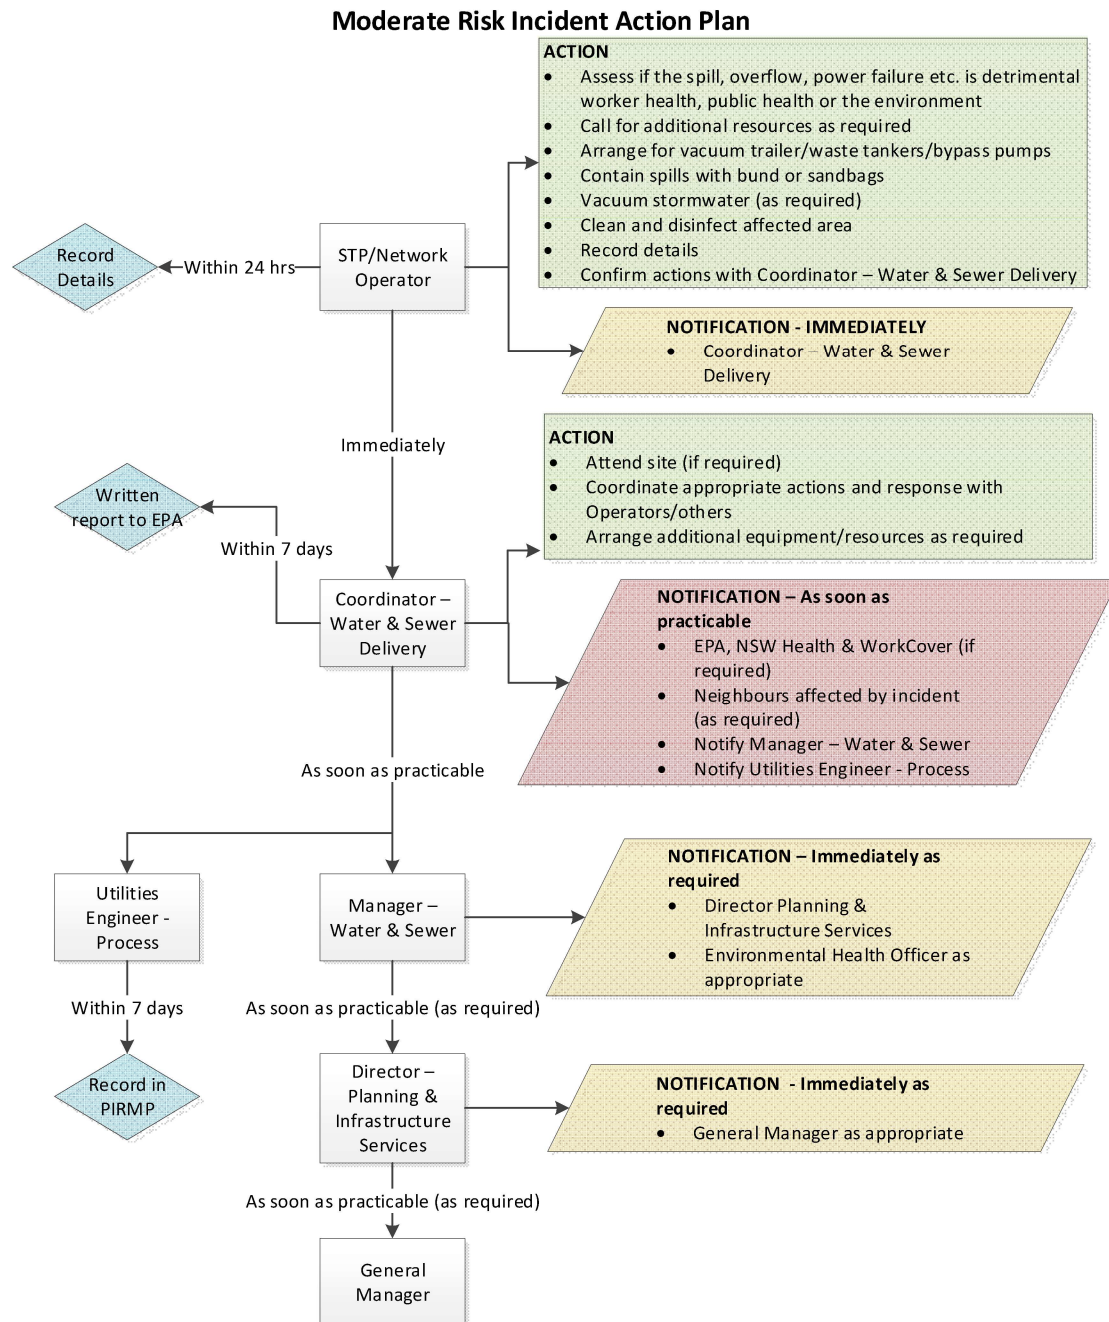 Moderate Risk Incident Action Plan
ACTION
• Assess if the spill, overflow, power failure etc. is detrimental
worker health, public health or the environment
• Call for additional resources as required
• Arrange for vacuum trailer/waste tankers/bypass pumps
• Contain spills with bund or sandbags
• Vacuum stormwater (as required)
• Clean and disinfect affected area
• Record details
• Confirm actions with Coordinator – Water & Sewer Delivery
Record
Details
Within 24 hrs
STP/Network
Operator
NOTIFICATION - IMMEDIATELY
• Coordinator – Water & Sewer
Delivery
Immediately
ACTION
• Attend site (if required)
• Coordinate appropriate actions and response with
Operators/others
• Arrange additional equipment/resources as required
Written
report to EPA
Within 7 days
Coordinator –
Water & Sewer
Delivery
NOTIFICATION – As soon as
practicable
• EPA, NSW Health & WorkCover (if
required)
• Neighbours affected by incident
(as required)
• Notify Manager – Water & Sewer
• Notify Utilities Engineer - Process
As soon as practicable
Utilities
Engineer -
Process
Manager –
Water & Sewer
NOTIFICATION – Immediately as
required
• Director Planning &
Infrastructure Services
• Environmental Health Officer as
appropriate
Within 7 days
As soon as practicable (as required)
Record in
PIRMP
Director –
Planning &
Infrastructure
Services
NOTIFICATION - Immediately as
required
• General Manager as appropriate
As soon as practicable (as required)
General
Manager